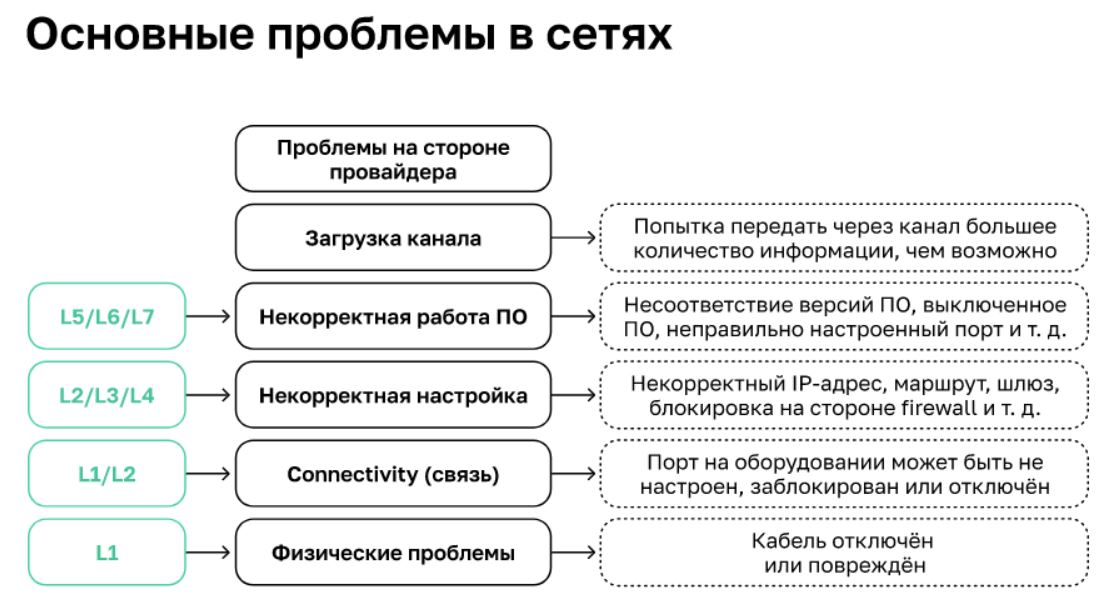 Основные проблемы в сетях
Проблемы на стороне
провайдера
Загрузка канала
Попытка передать через канал большее
количество информации, чем возможно
L5/L6/L7
Некорректная работа ПО
Несоответствие версий ПО, выключенное
ПО, неправильно настроенный порт и т. д.
L2/L3/L4
Некорректная настройка
Некорректный IP-адрес, маршрут, шлюз,
блокировка на стороне firewall и т. д.
L1/L2
Connectivity (связь)
Порт на оборудовании может быть не
настроен, заблокирован или отключён
L1
Физические проблемы
Кабель отключён
или повреждён